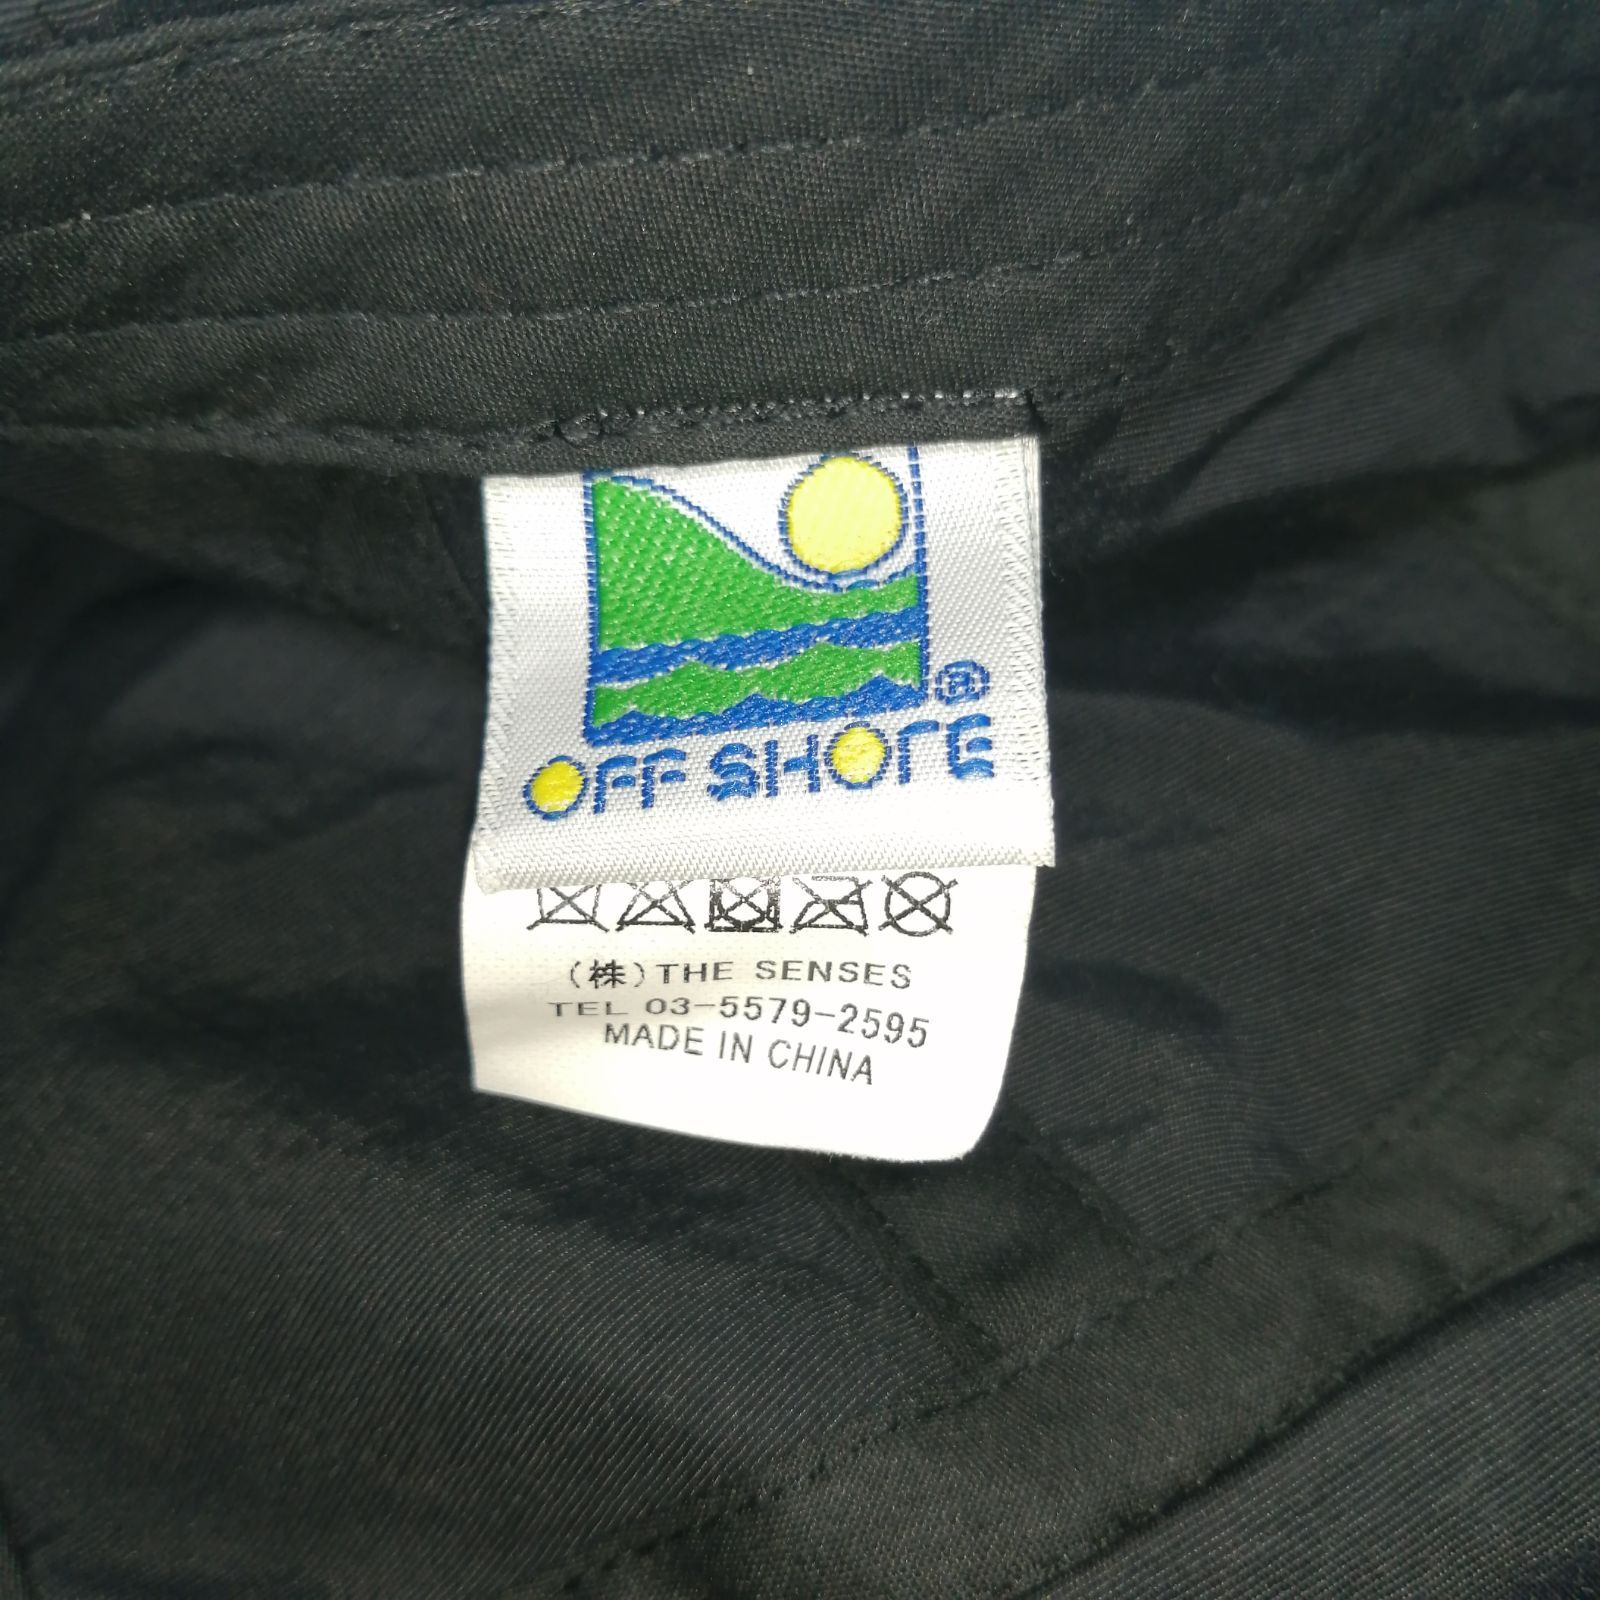 ®
OFF SHORE
(株)THE SENSES
TEL 03-5579-2595
MADE IN CHINA